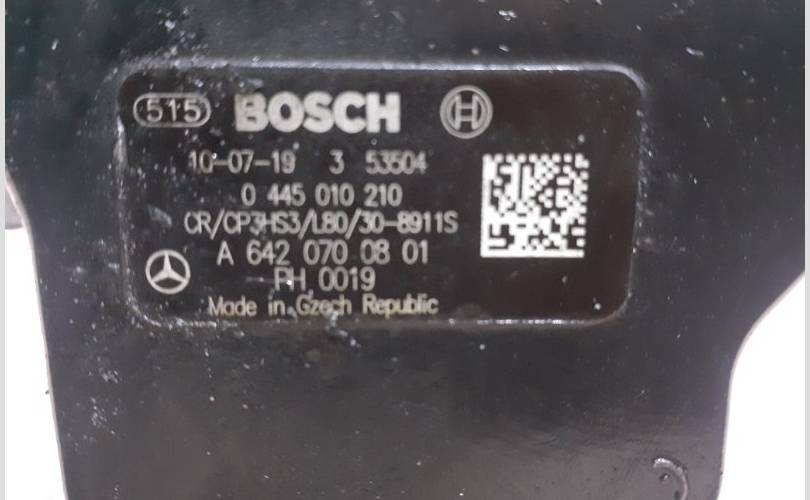 515 BOSCH
10-07-19 3 53504
0 445 010 210
CR/CP3HS3/L80/30-8911S
A 642 070 08 01
PH 0019
Made in Czech Republic